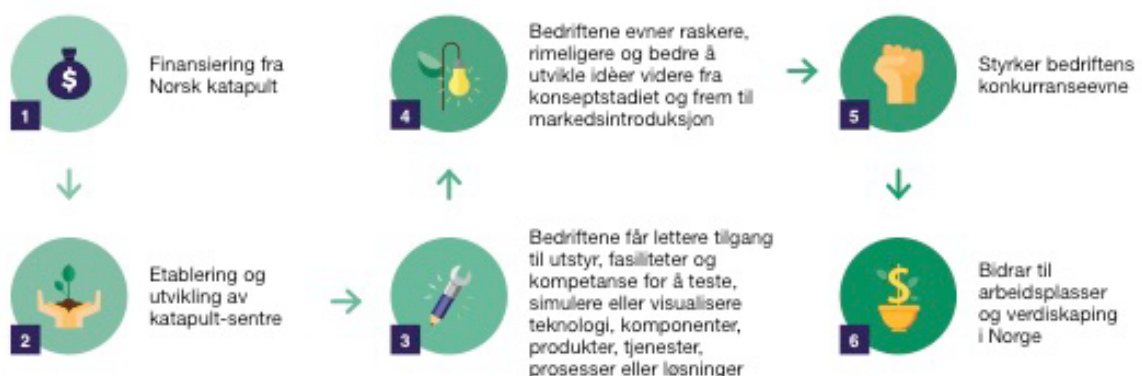 1
Finansiering fra
Norsk katapult
2
Etablering og
utvikling av
katapult-sentre
3
Bedriftene får lettere tilgang
til utstyr, fasiliteter og
kompetanse for å teste,
simulere eller visualisere
teknologi, komponenter,
produkter, tjenester,
prosesser eller løsninger
4
Bedriftene evner raskere,
rimeligere og bedre å
utvikle idèer videre fra
konseptstadiet og frem til
markedsintroduksjon
5
Styrker bedriftens
konkurranseevne
6
Bidrar til
arbeidsplasser
og verdiskaping
i Norge